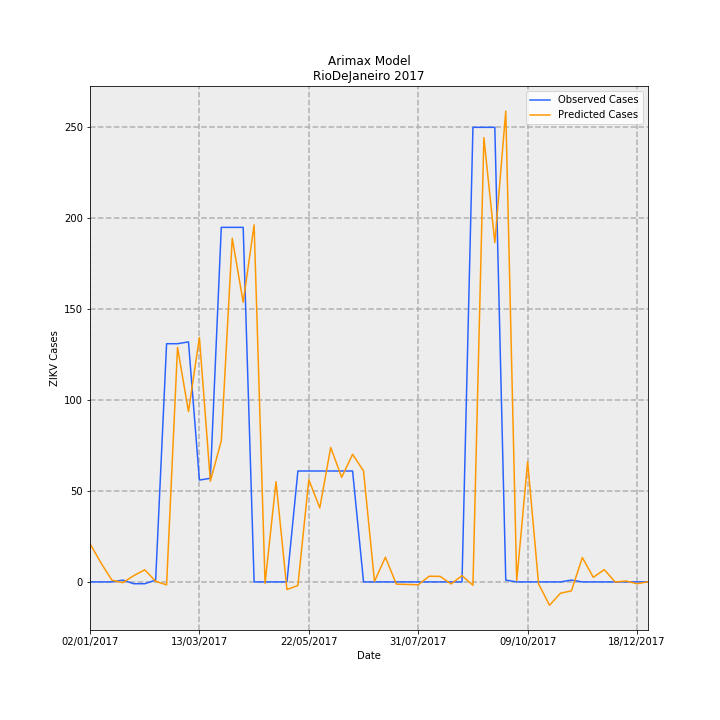 Arimax Model
RioDeJaneiro 2017
Observed Cases
Predicted Cases
250
200
150
100
50
0
ZIKV Cases
02/01/2017
13/03/2017
22/05/2017
31/07/2017
09/10/2017
18/12/2017
Date